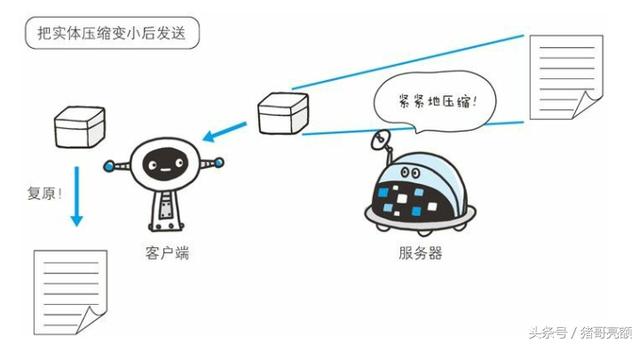 把实体压缩变小后发送
紧紧地压缩！
复原！
客户端
服务器
头条号／猪哥亮额